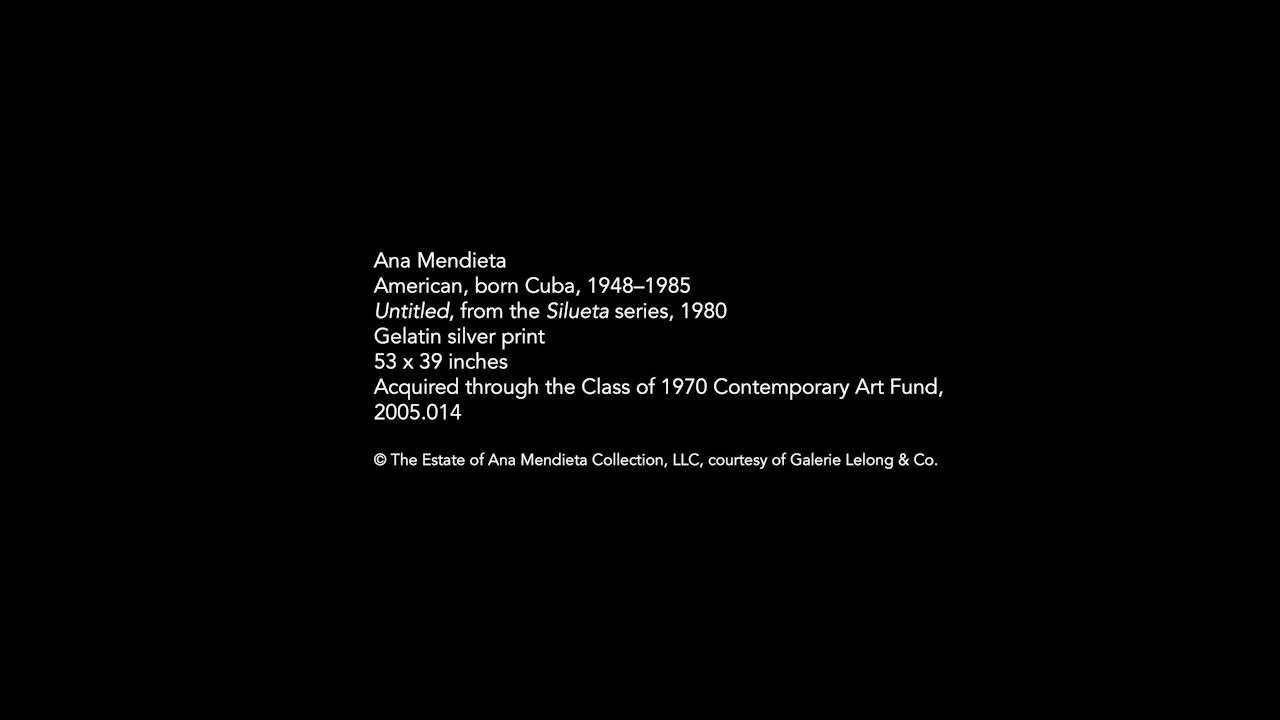 Ana Mendieta
American, born Cuba, 1948–1985
Untitled, from the Silueta series, 1980
Gelatin silver print
53 x 39 inches
Acquired through the Class of 1970 Contemporary Art Fund,
2005.014
© The Estate of Ana Mendieta Collection, LLC, courtesy of Galerie Lelong & Co.